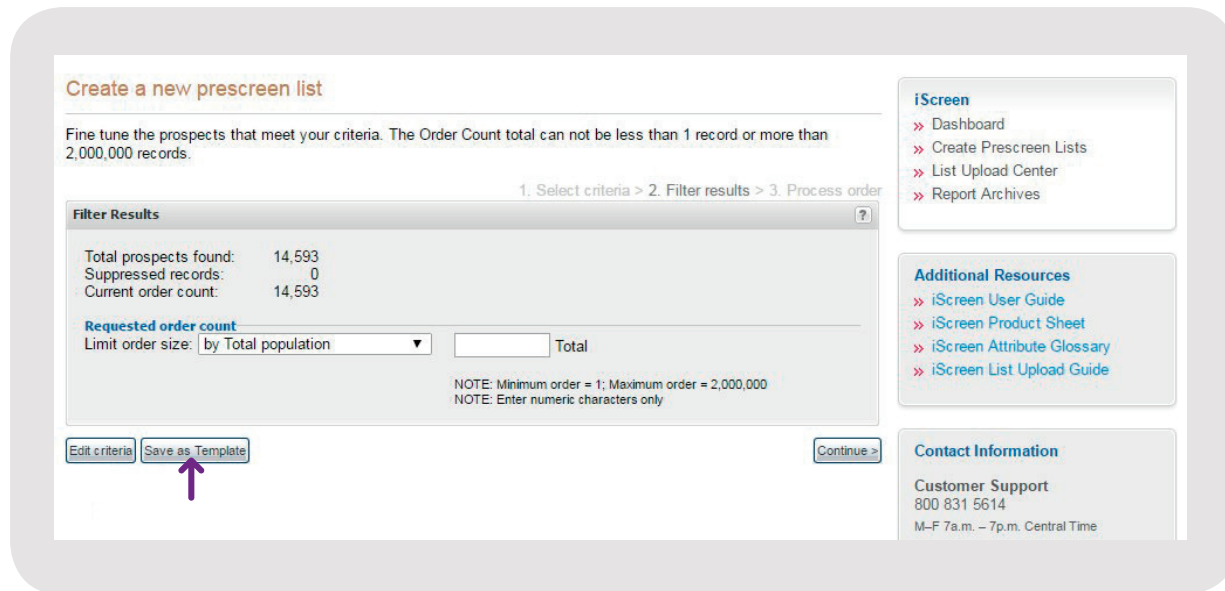 Create a new prescreen list
Fine tune the prospects that meet your criteria. The Order Count total can not be less than 1 record or more than
2,000,000 records.
1. Select criteria > 2. Filter results > 3. Process order
Filter Results
?
Total prospects found: 14,593
Suppressed records: 0
Current order count: 14,593
Requested order count
Limit order size: by Total population ▼ Total
NOTE: Minimum order = 1; Maximum order = 2,000,000
NOTE: Enter numeric characters only
Edit criteria Save as Template Continue >
iScreen
» Dashboard
» Create Prescreen Lists
» List Upload Center
» Report Archives
Additional Resources
» iScreen User Guide
» iScreen Product Sheet
» iScreen Attribute Glossary
» iScreen List Upload Guide
Contact Information
Customer Support
800 831 5614
M–F 7a.m. – 7p.m. Central Time